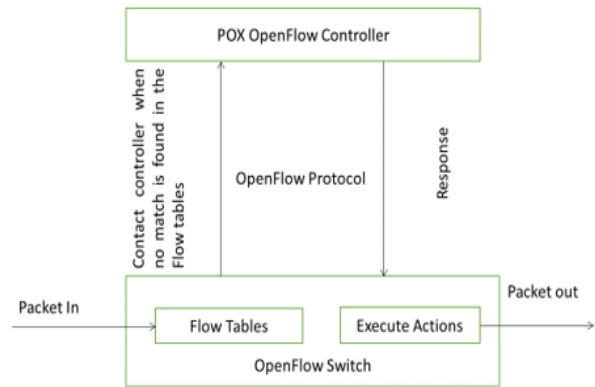 POX OpenFlow Controller
Contact controller when
no match is found in the
Flow tables
OpenFlow Protocol
Response
Packet In
Packet out
Flow Tables
Execute Actions
OpenFlow Switch